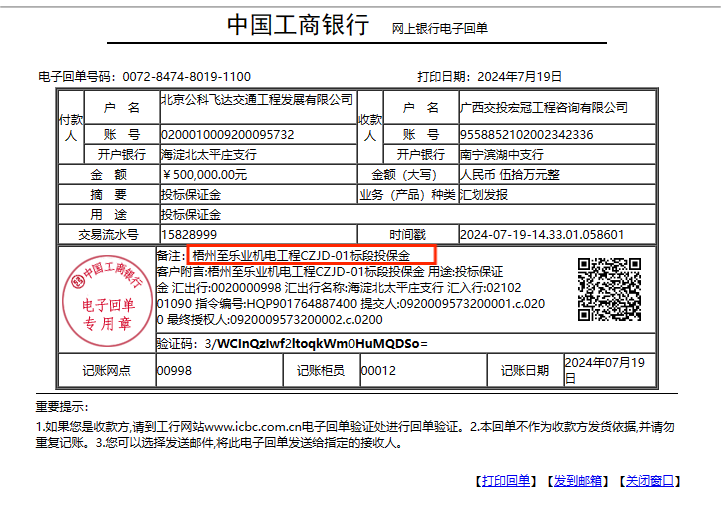 中国工商银行 网上银行电子回单
电子回单号码：0072-8474-8019-1100 打印日期：2024年7月19日
付款人 户 名 北京公科飞达交通工程发展有限公司 收款人 户 名 广西交投宏冠工程咨询有限公司
账 号 0200010009200095732 账 号 9558852102002342336
开户银行 海淀北太平庄支行 开户银行 南宁滨湖中支行
金 额 ￥500,000.00元 金额（大写） 人民币 伍拾万元整
摘 要 投标保证金 业务（产品）种类 汇划发报
用 途 投标保证金
交易流水号 15828999 时间戳 2024-07-19-14.33.01.058601
备注：梧州至乐业机电工程CZJD-01标段投保金
客户附言:梧州至乐业机电工程CZJD-01标段投保金 用途:投标保证
金 汇出行:0020000998 汇出行名称:海淀北太平庄支行 汇入行:02102
01090 指令编号:HQP901764887400 提交人:0920009573200001.c.020
0 最终授权人:0920009573200002.c.0200
中国工商银行
电子回单
专用章
验证码：3/WCInQzIwf2ItoqkWm0HuMQDSo=
记账网点 00998 记账柜员 00012 记账日期 2024年07月19
日
重要提示：
1.如果您是收款方,请到工行网站www.icbc.com.cn电子回单验证处进行回单验证。2.本回单不作为收款方发货依据,并请勿
重复记账。3.您可以选择发送邮件,将此电子回单发送给指定的接收人。
【打印回单】 【发到邮箱】 【关闭窗口】